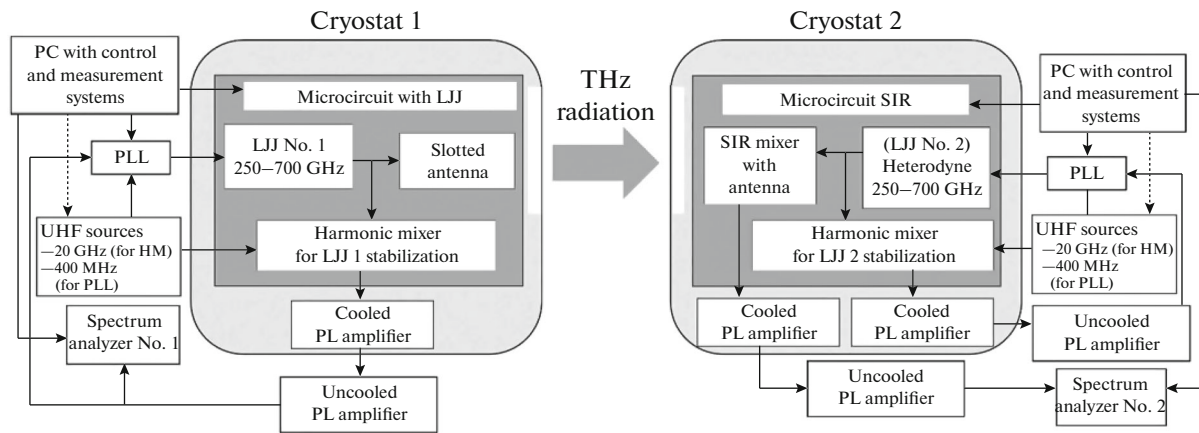 Cryostat 1
PC with control
and measurement
systems
Microcircuit with LJJ
PLL
LJJ No. 1
250–700 GHz
Slotted
antenna
UHF sources
—20 GHz (for HM)
—400 MHz
(for PLL)
Harmonic mixer
for LJJ 1 stabilization
Spectrum
analyzer No. 1
Cooled
PL amplifier
Uncooled
PL amplifier
THz
radiation
Cryostat 2
Microcircuit SIR
PC with control
and measurement
systems
SIR mixer
with
antenna
(LJJ No. 2)
Heterodyne
250–700 GHz
PLL
Harmonic mixer
for LJJ 2 stabilization
UHF sources
—20 GHz (for HM)
—400 MHz
(for PLL)
Cooled
PL amplifier
Cooled
PL amplifier
Uncooled
PL amplifier
Uncooled
PL amplifier
Spectrum
analyzer No. 2